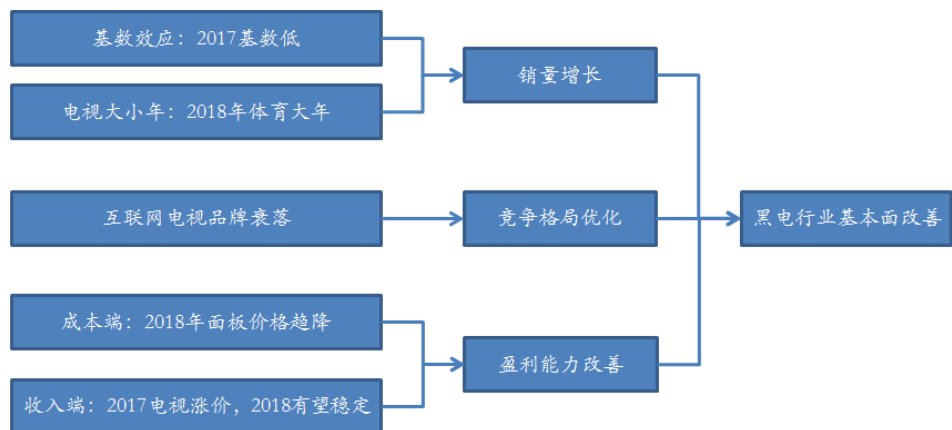 基数效应：2017基数低
销量增长
电视大小年：2018年体育大年
互联网电视品牌衰落
竞争格局优化
黑电行业基本面改善
成本端：2018年面板价格趋降
盈利能力改善
收入端：2017电视涨价，2018有望稳定